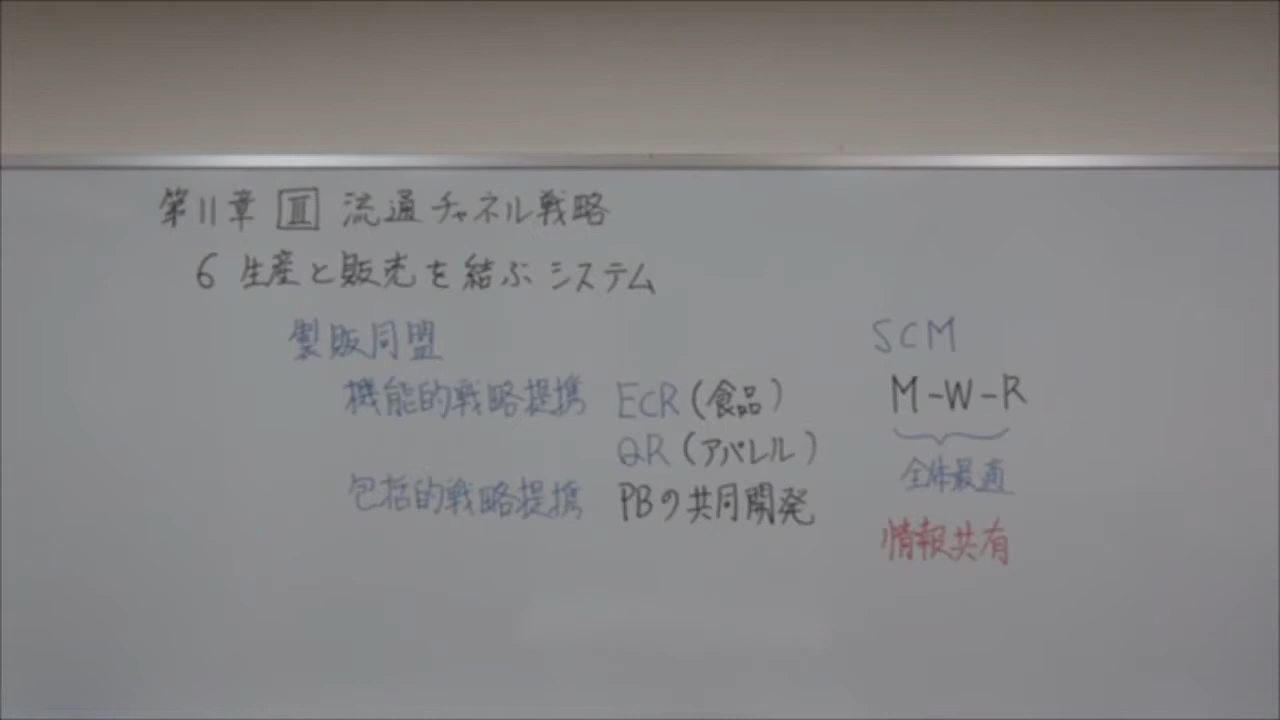 第11章 Ⅲ 流通チャネル戦略
6 生産と販売を結ぶシステム
製販同盟
機能的戦略提携 ECR(食品)
QR(アパレル)
包括的戦略提携 PBの共同開発
SCM
M-W-R
全体最適
情報共有